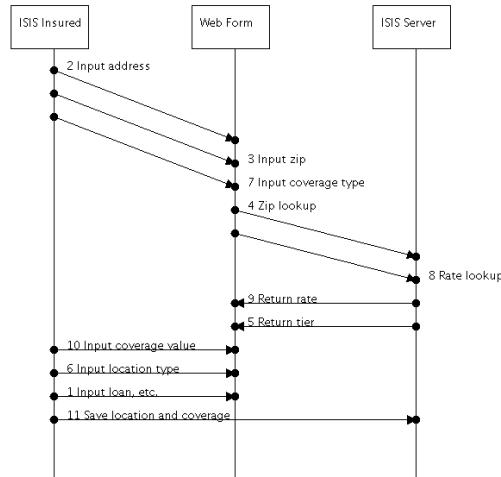 ISIS Insured
Web Form
ISIS Server
2 Input address
3 Input zip
7 Input coverage type
4 Zip lookup
8 Rate lookup
9 Return rate
5 Return tier
10 Input coverage value
6 Input location type
1 Input loan, etc.
11 Save location and coverage